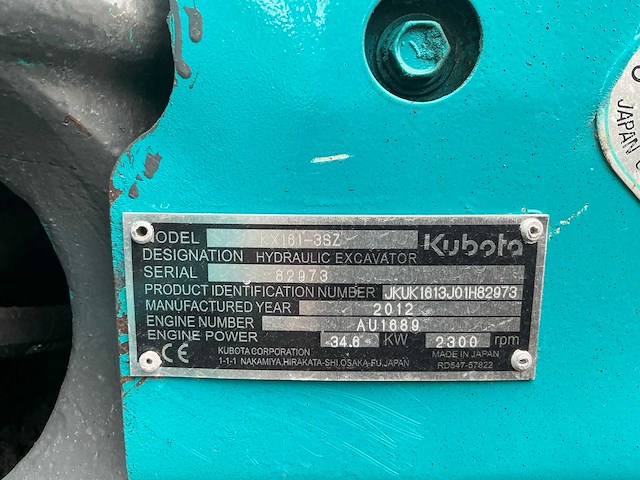 MODEL KX161-3SZ Kubota
DESIGNATION HYDRAULIC EXCAVATOR
SERIAL 82973
PRODUCT IDENTIFICATION NUMBER JKUK1613J01H82973
MANUFACTURED YEAR 2012
ENGINE NUMBER AU1689
ENGINE POWER 34.6 KW 2300 rpm
CE KUBOTA CORPORATION MADE IN JAPAN
1-1-1 NAKAMIYA,HIRAKATA-SHI,OSAKA-FU,JAPAN RD547-57822
JAPAN